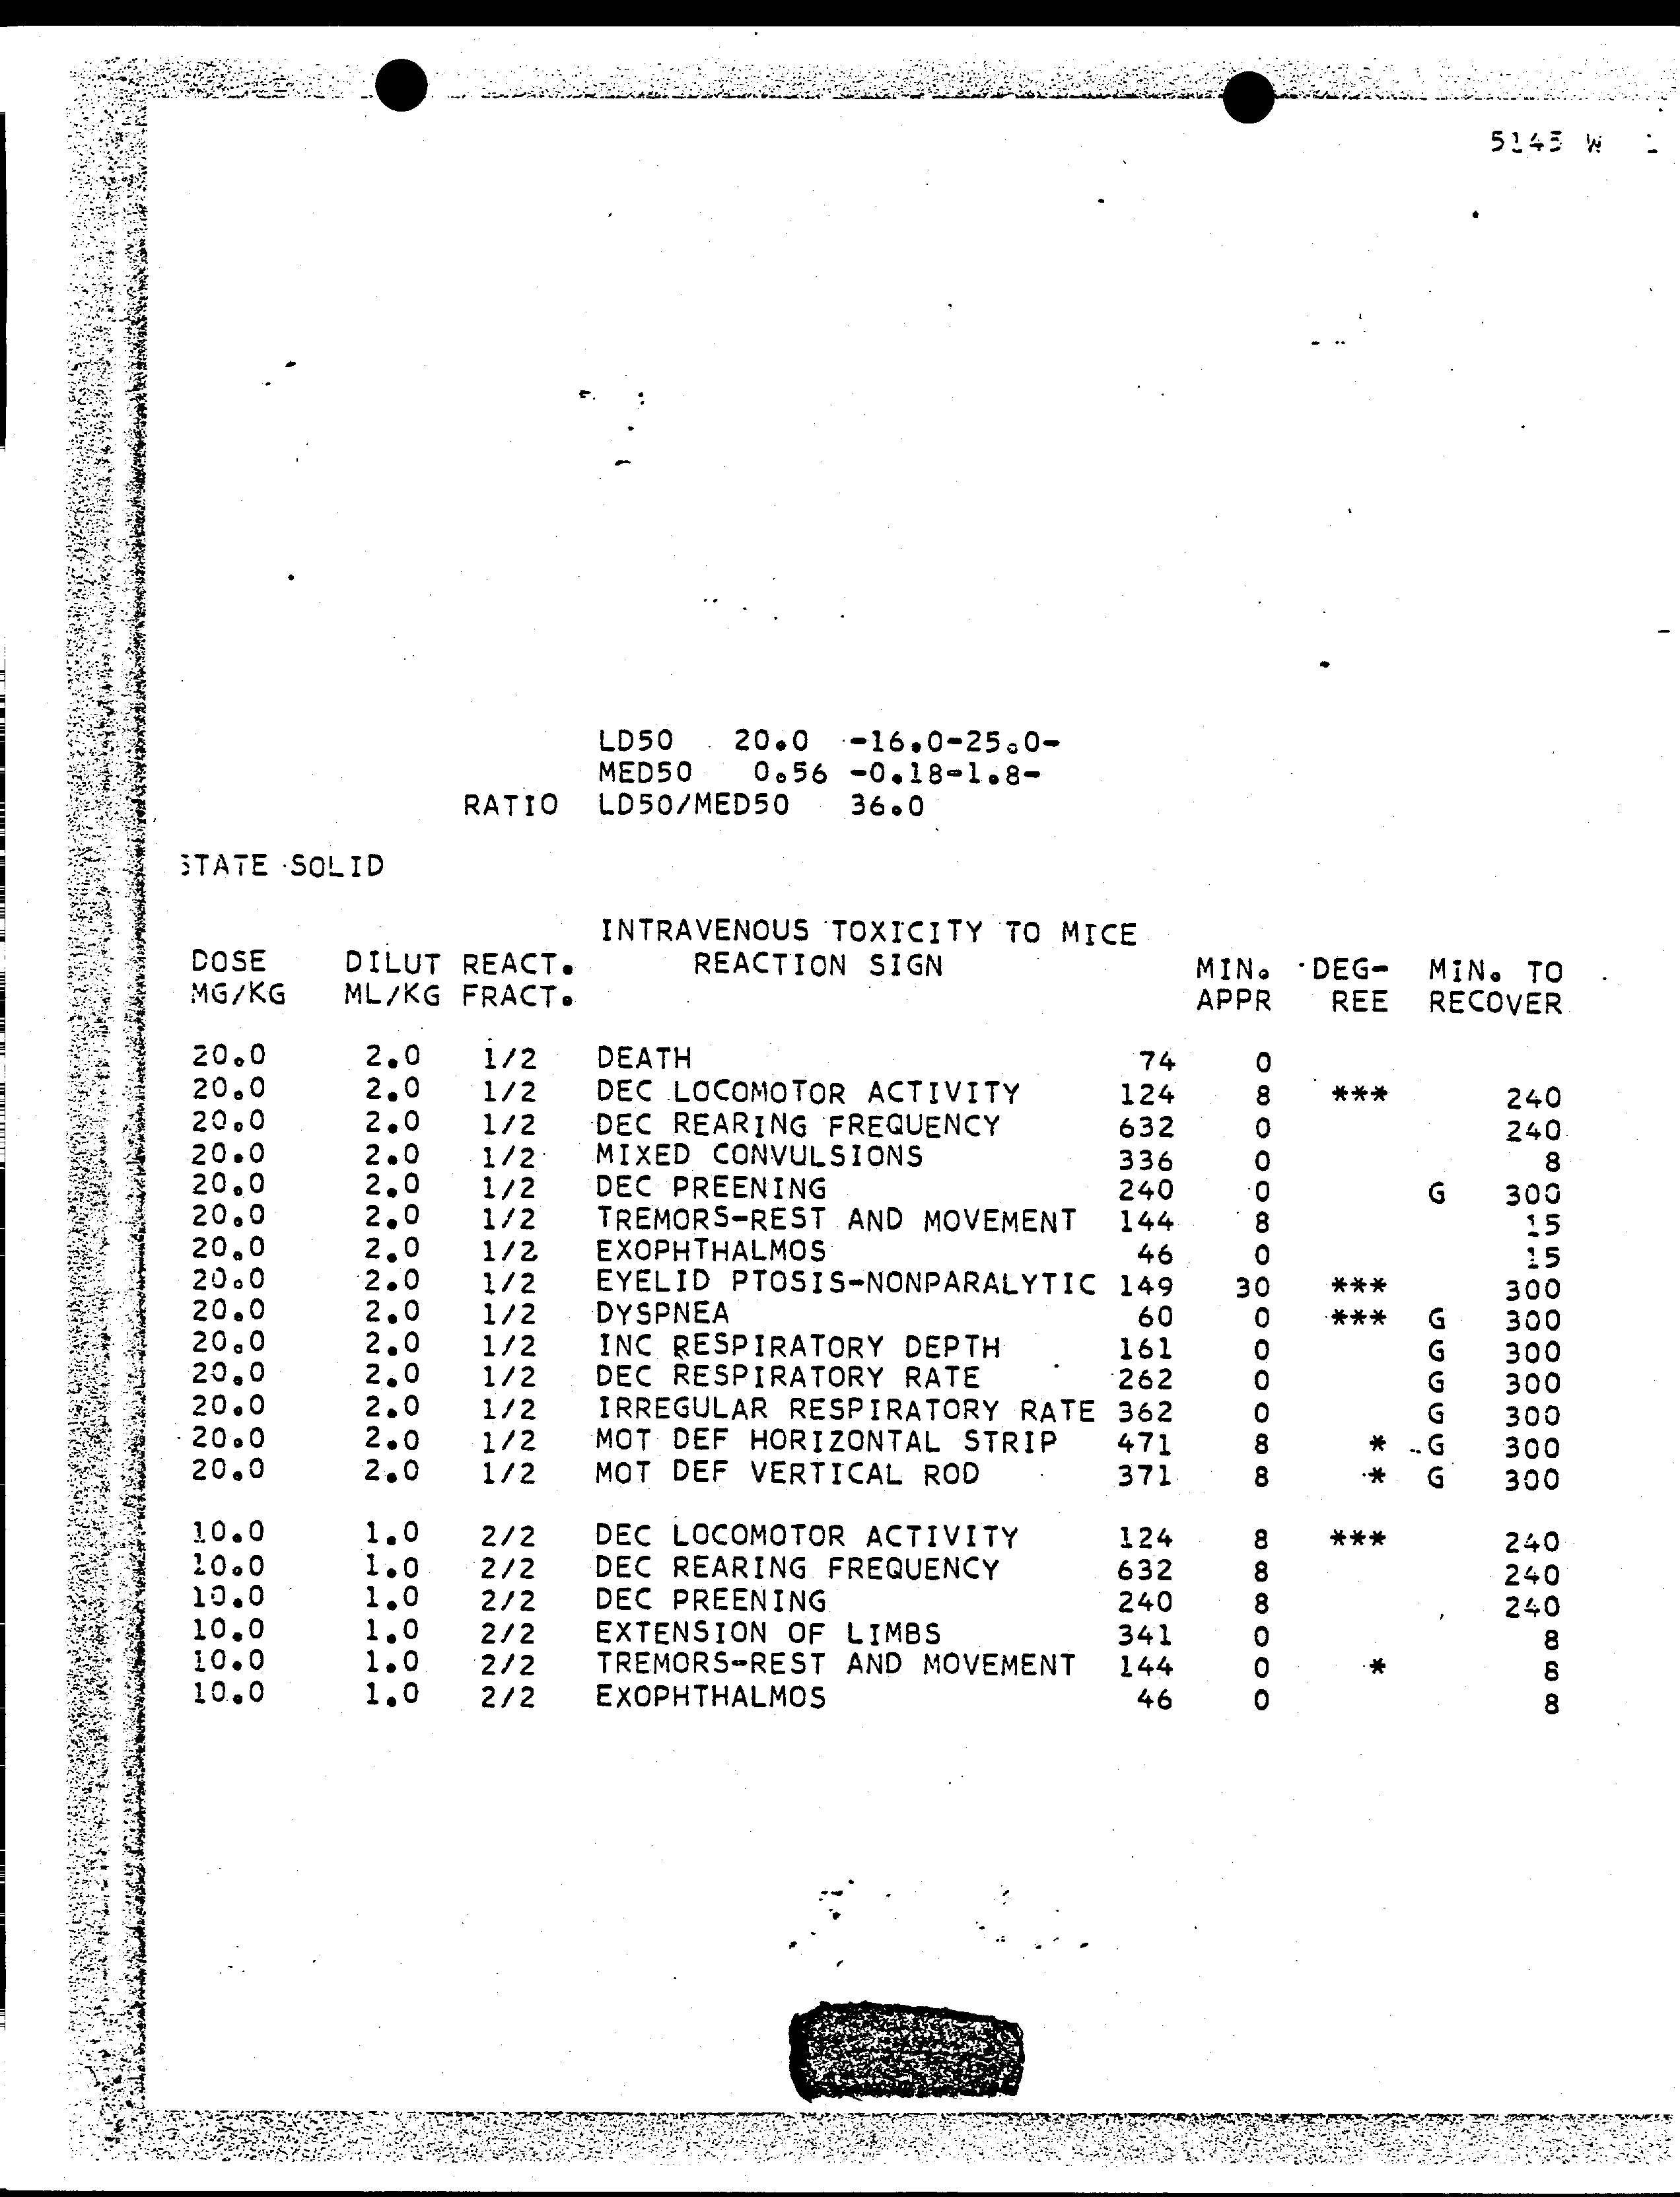 5145 W 1
LD50 20.0 -16.0-25.0-
MED50 0.56 -0.18-1.8-
RATIO LD50/MED50 36.0
STATE SOLID
INTRAVENOUS TOXICITY TO MICE
DOSE DILUT REACT. REACTION SIGN MIN. DEG- MIN. TO
MG/KG ML/KG FRACT. APPR REE RECOVER
20.0 2.0 1/2 DEATH 74 0
20.0 2.0 1/2 DEC LOCOMOTOR ACTIVITY 124 8 *** 240
20.0 2.0 1/2 DEC REARING FREQUENCY 632 0 240
20.0 2.0 1/2 MIXED CONVULSIONS 336 0 8
20.0 2.0 1/2 DEC PREENING 240 0 G 300
20.0 2.0 1/2 TREMORS-REST AND MOVEMENT 144 8 15
20.0 2.0 1/2 EXOPHTHALMOS 46 0 15
20.0 2.0 1/2 EYELID PTOSIS-NONPARALYTIC 149 30 *** 300
20.0 2.0 1/2 DYSPNEA 60 0 *** G 300
20.0 2.0 1/2 INC RESPIRATORY DEPTH 161 0 G 300
20.0 2.0 1/2 DEC RESPIRATORY RATE 262 0 G 300
20.0 2.0 1/2 IRREGULAR RESPIRATORY RATE 362 0 G 300
20.0 2.0 1/2 MOT DEF HORIZONTAL STRIP 471 8 * G 300
20.0 2.0 1/2 MOT DEF VERTICAL ROD 371 8 * G 300
10.0 1.0 2/2 DEC LOCOMOTOR ACTIVITY 124 8 *** 240
10.0 1.0 2/2 DEC REARING FREQUENCY 632 8 240
10.0 1.0 2/2 DEC PREENING 240 8 240
10.0 1.0 2/2 EXTENSION OF LIMBS 341 0 8
10.0 1.0 2/2 TREMORS-REST AND MOVEMENT 144 0 * 8
10.0 1.0 2/2 EXOPHTHALMOS 46 0 8